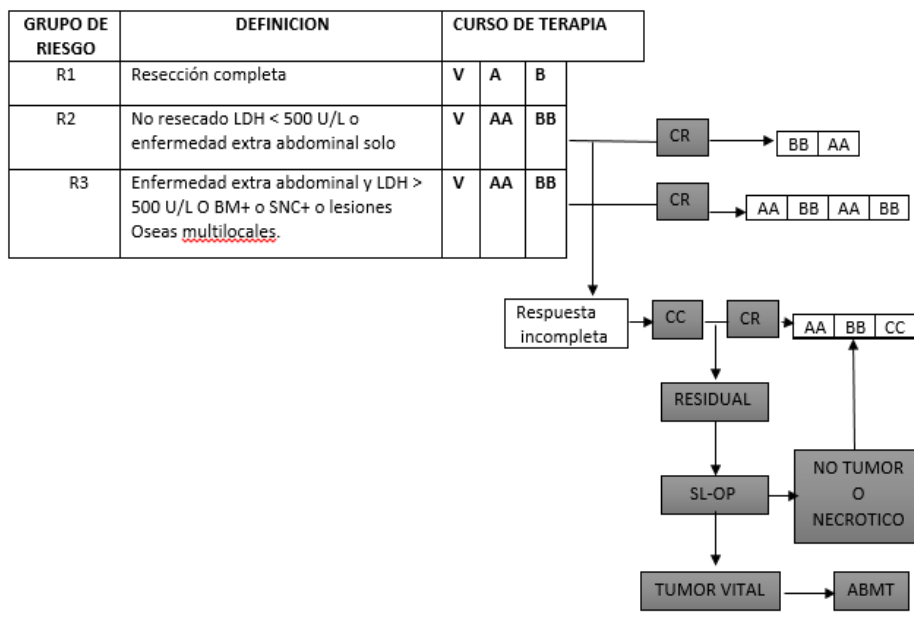 GRUPO DE RIESGO DEFINICION CURSO DE TERAPIA
R1 Resección completa V A B
R2 No resecado LDH < 500 U/L o V AA BB
enfermedad extra abdominal solo
CR
BB AA
R3 Enfermedad extra abdominal y LDH > V AA BB
500 U/L O BM+ o SNC+ o lesiones
Oseas multilocales.
CR
AA BB AA BB
Respuesta
incompleta
CC
CR
AA BB CC
RESIDUAL
SL-OP
NO TUMOR
O
NECROTICO
TUMOR VITAL
ABMT